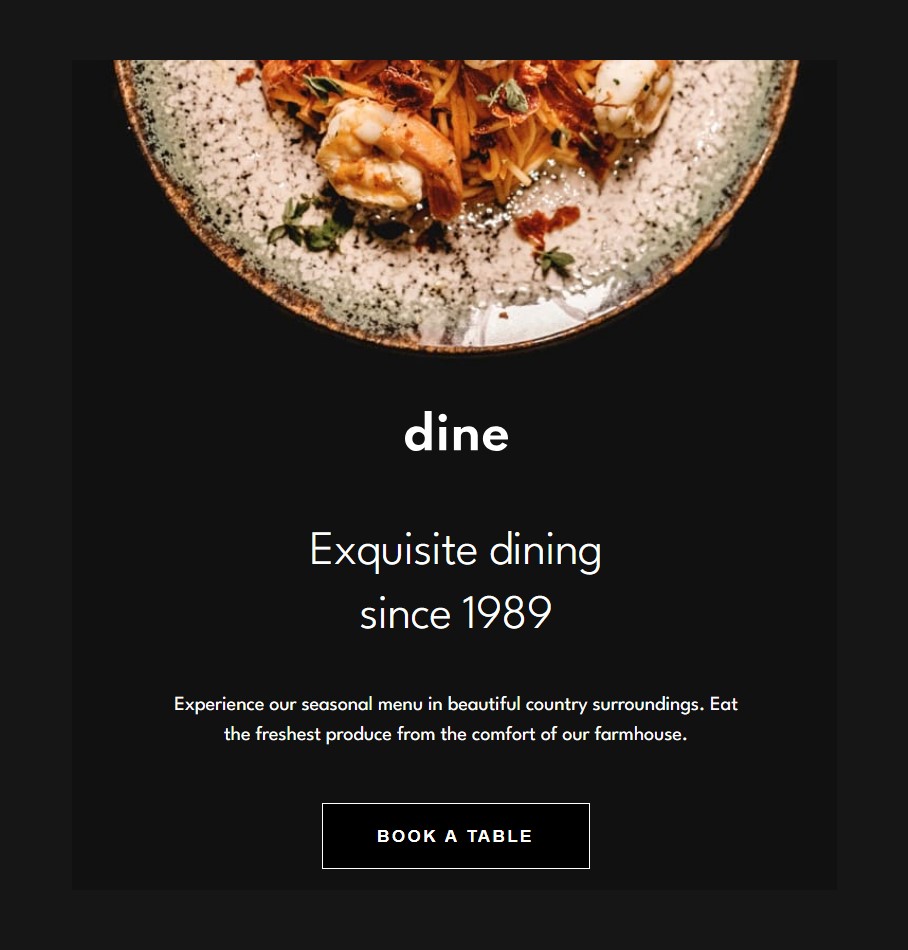 dine
Exquisite dining
since 1989
Experience our seasonal menu in beautiful country surroundings. Eat
the freshest produce from the comfort of our farmhouse.
BOOK A TABLE